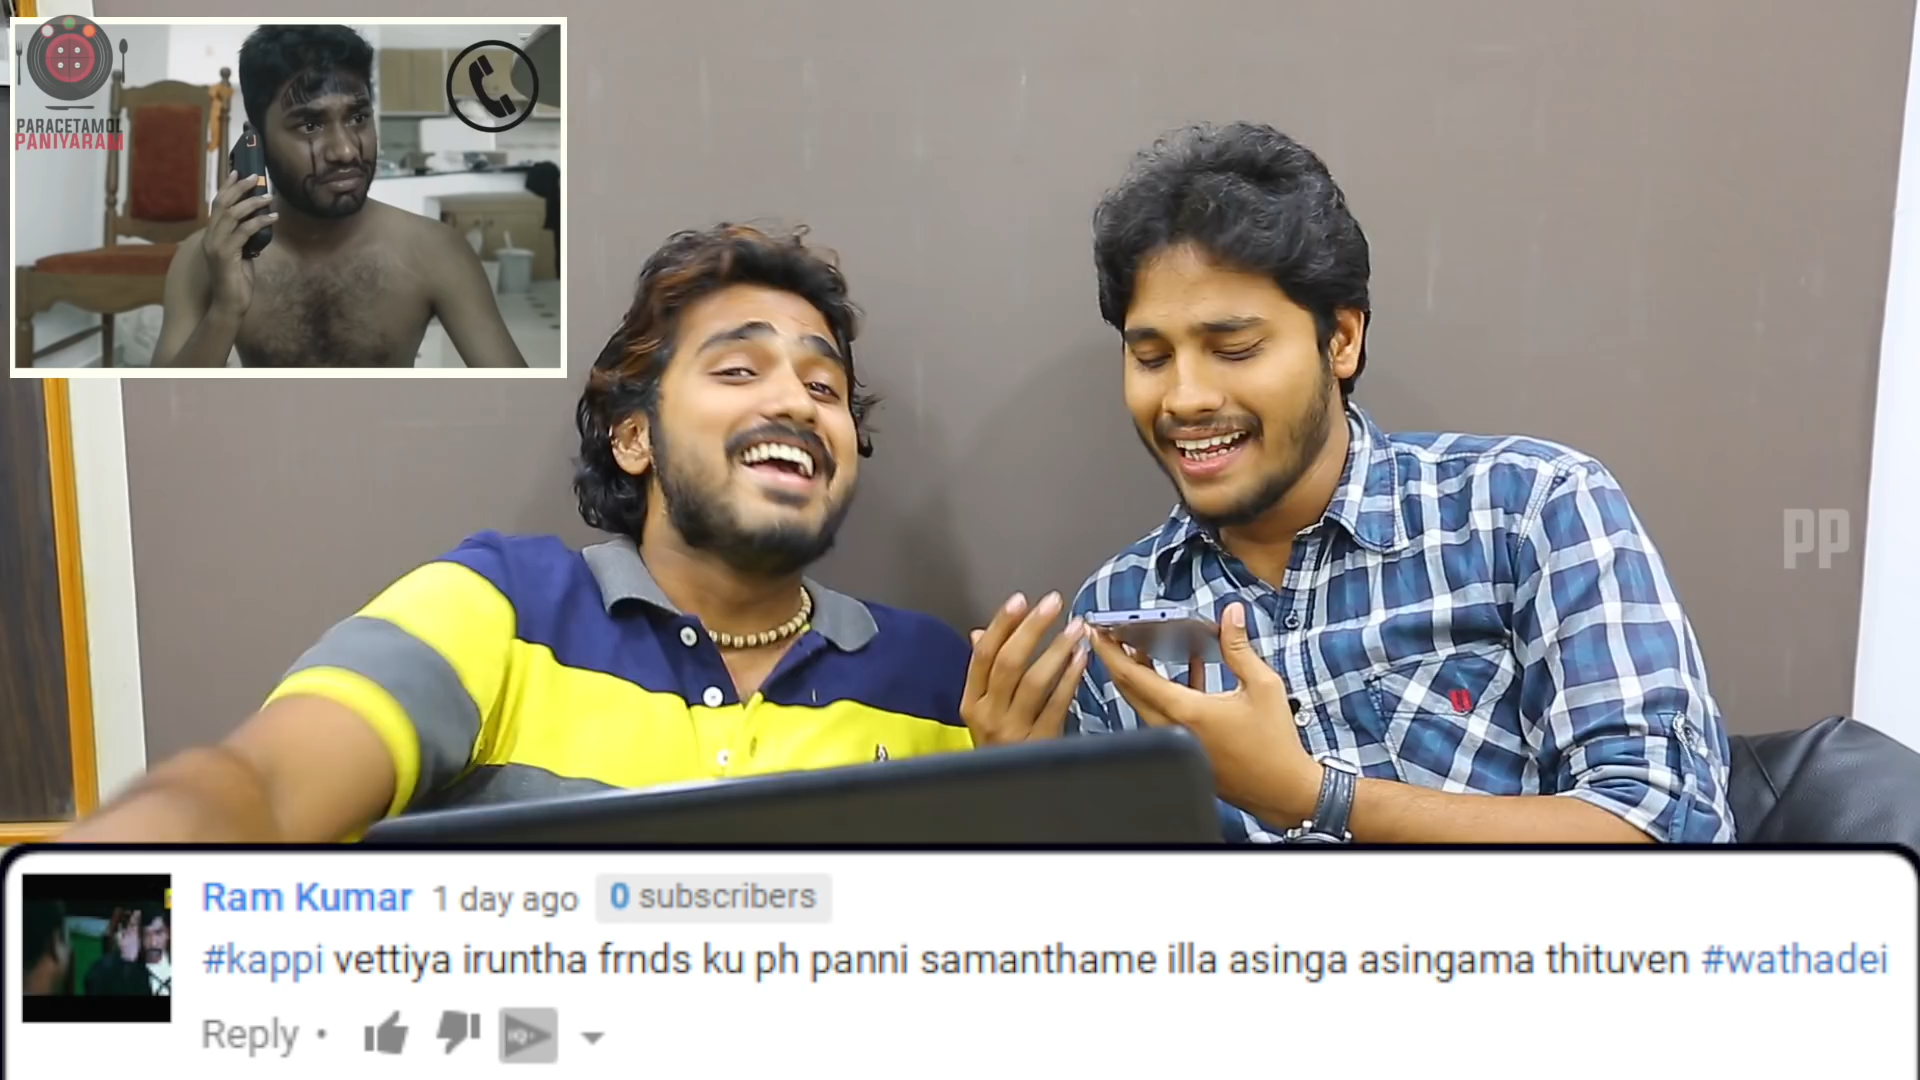 PARACETAMOL
PANIYARAM
PP
Ram Kumar 1 day ago 0 subscribers
#kappi vettiya iruntha frnds ku ph panni samanthame illa asinga asingama thituven #wathadei
Reply •